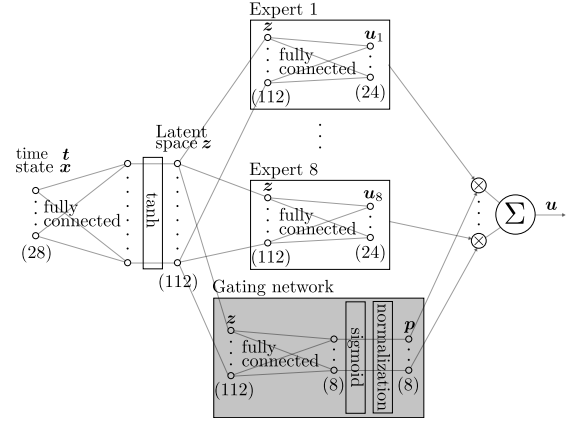 Expert 1
z
u1
fully
connected
(112)
(24)
Latent
space z
time t
state x
fully
connected
(28)
tanh
(112)
Expert 8
z
u8
fully
connected
(112)
(24)
Σ
u
Gating network
z
fully
connected
(112)
(8)
sigmoid
normalization
p
(8)